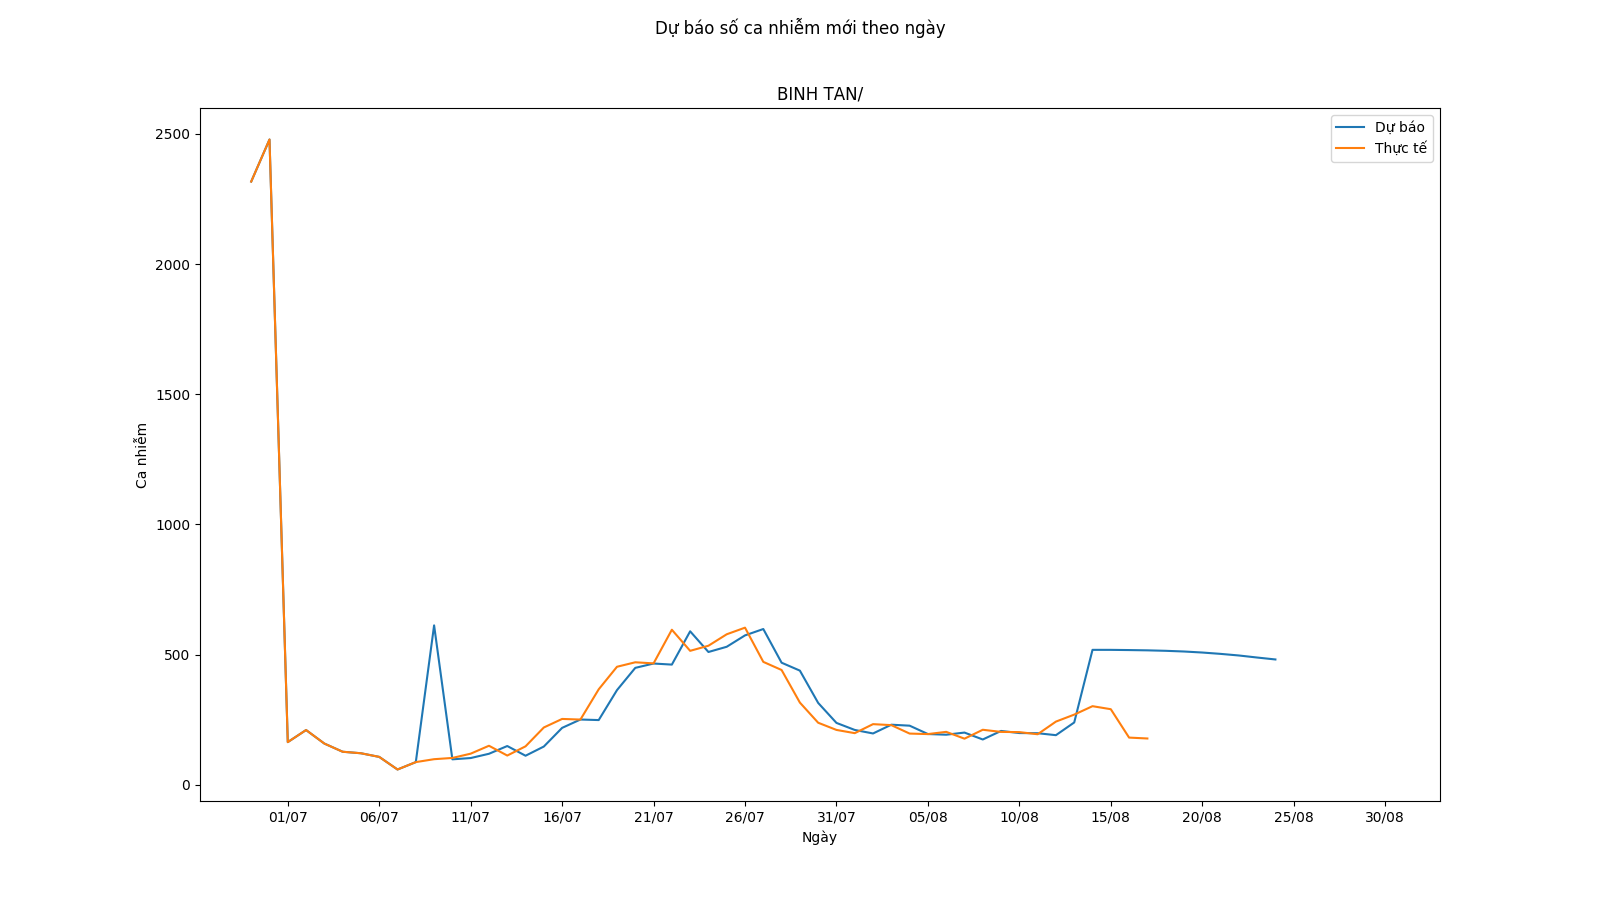 Dự báo số ca nhiễm mới theo ngày
BINH TAN/
Dự báo
Thực tế
2500
2000
1500
1000
500
0
Ca nhiễm
01/07 06/07 11/07 16/07 21/07 26/07 31/07 05/08 10/08 15/08 20/08 25/08 30/08
Ngày